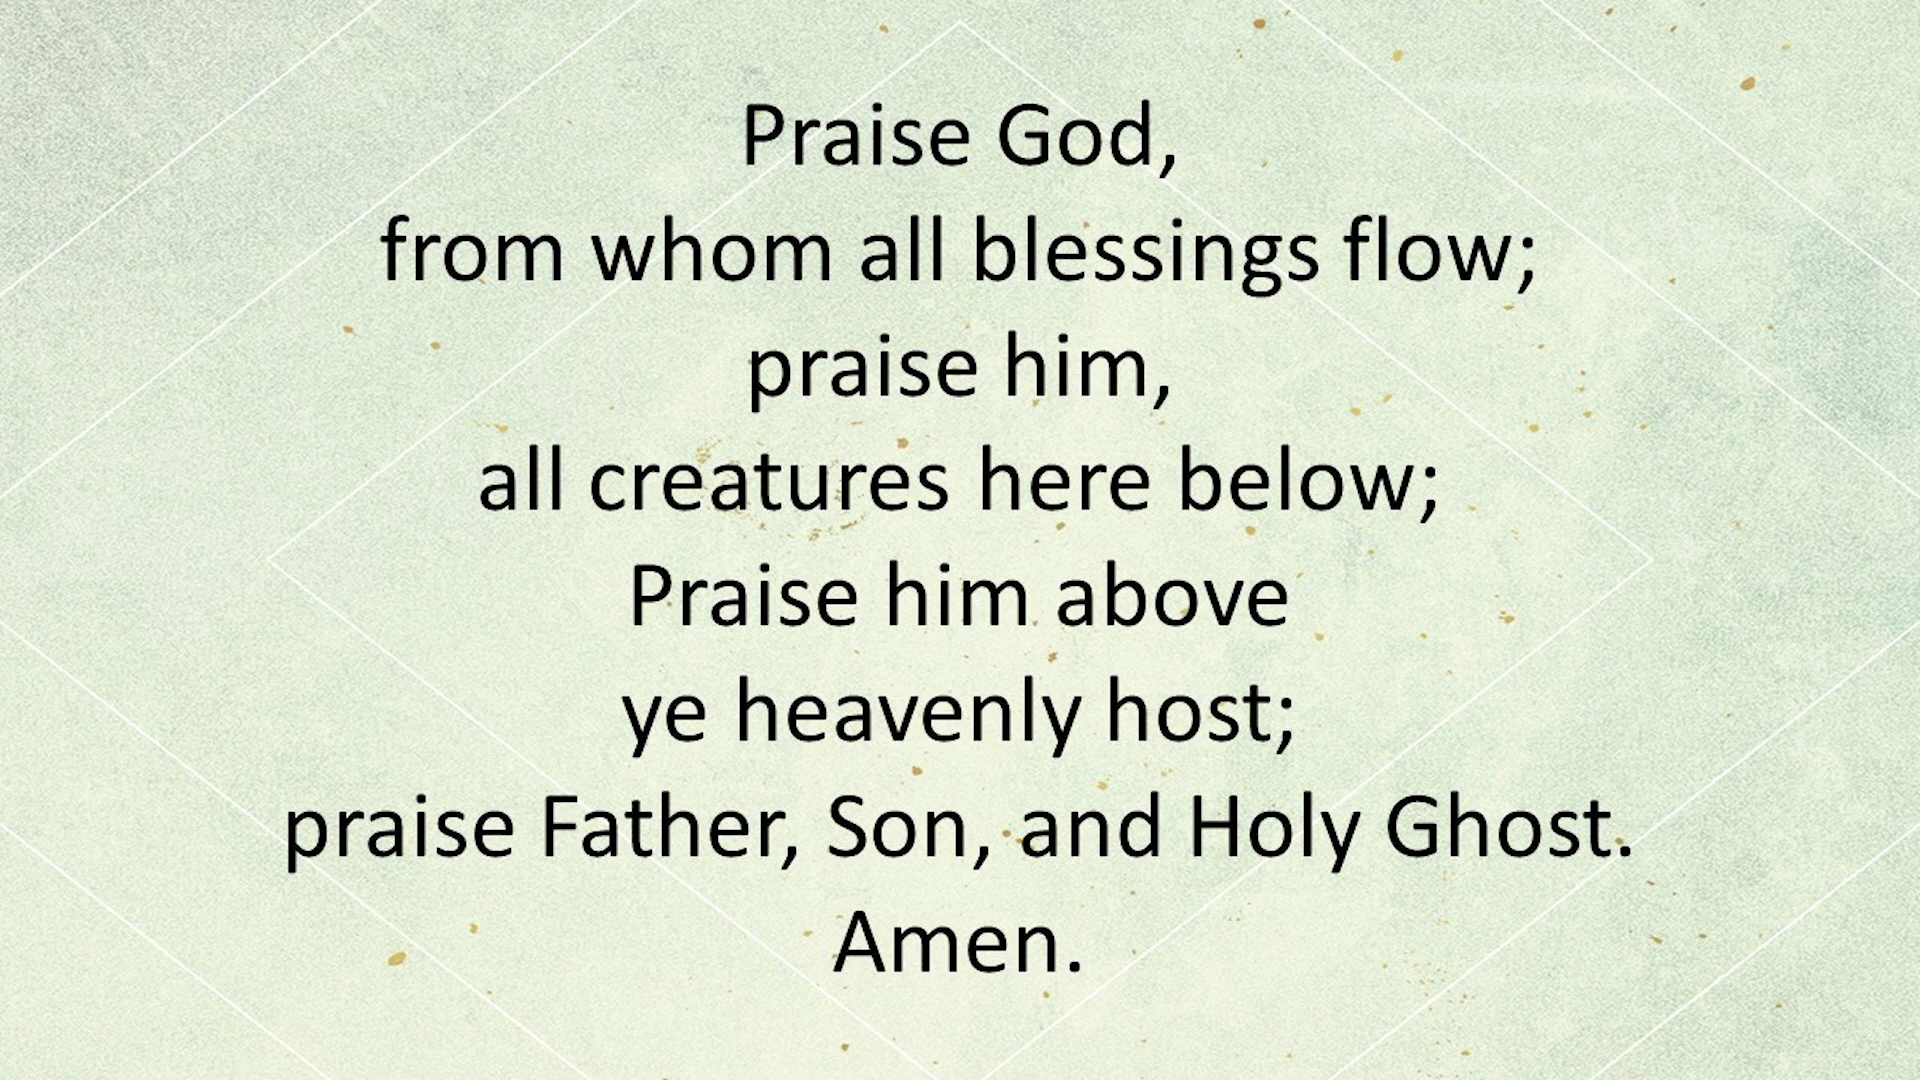 Praise God,
from whom all blessings flow;
praise him,
all creatures here below;
Praise him above
ye heavenly host;
praise Father, Son, and Holy Ghost.
Amen.